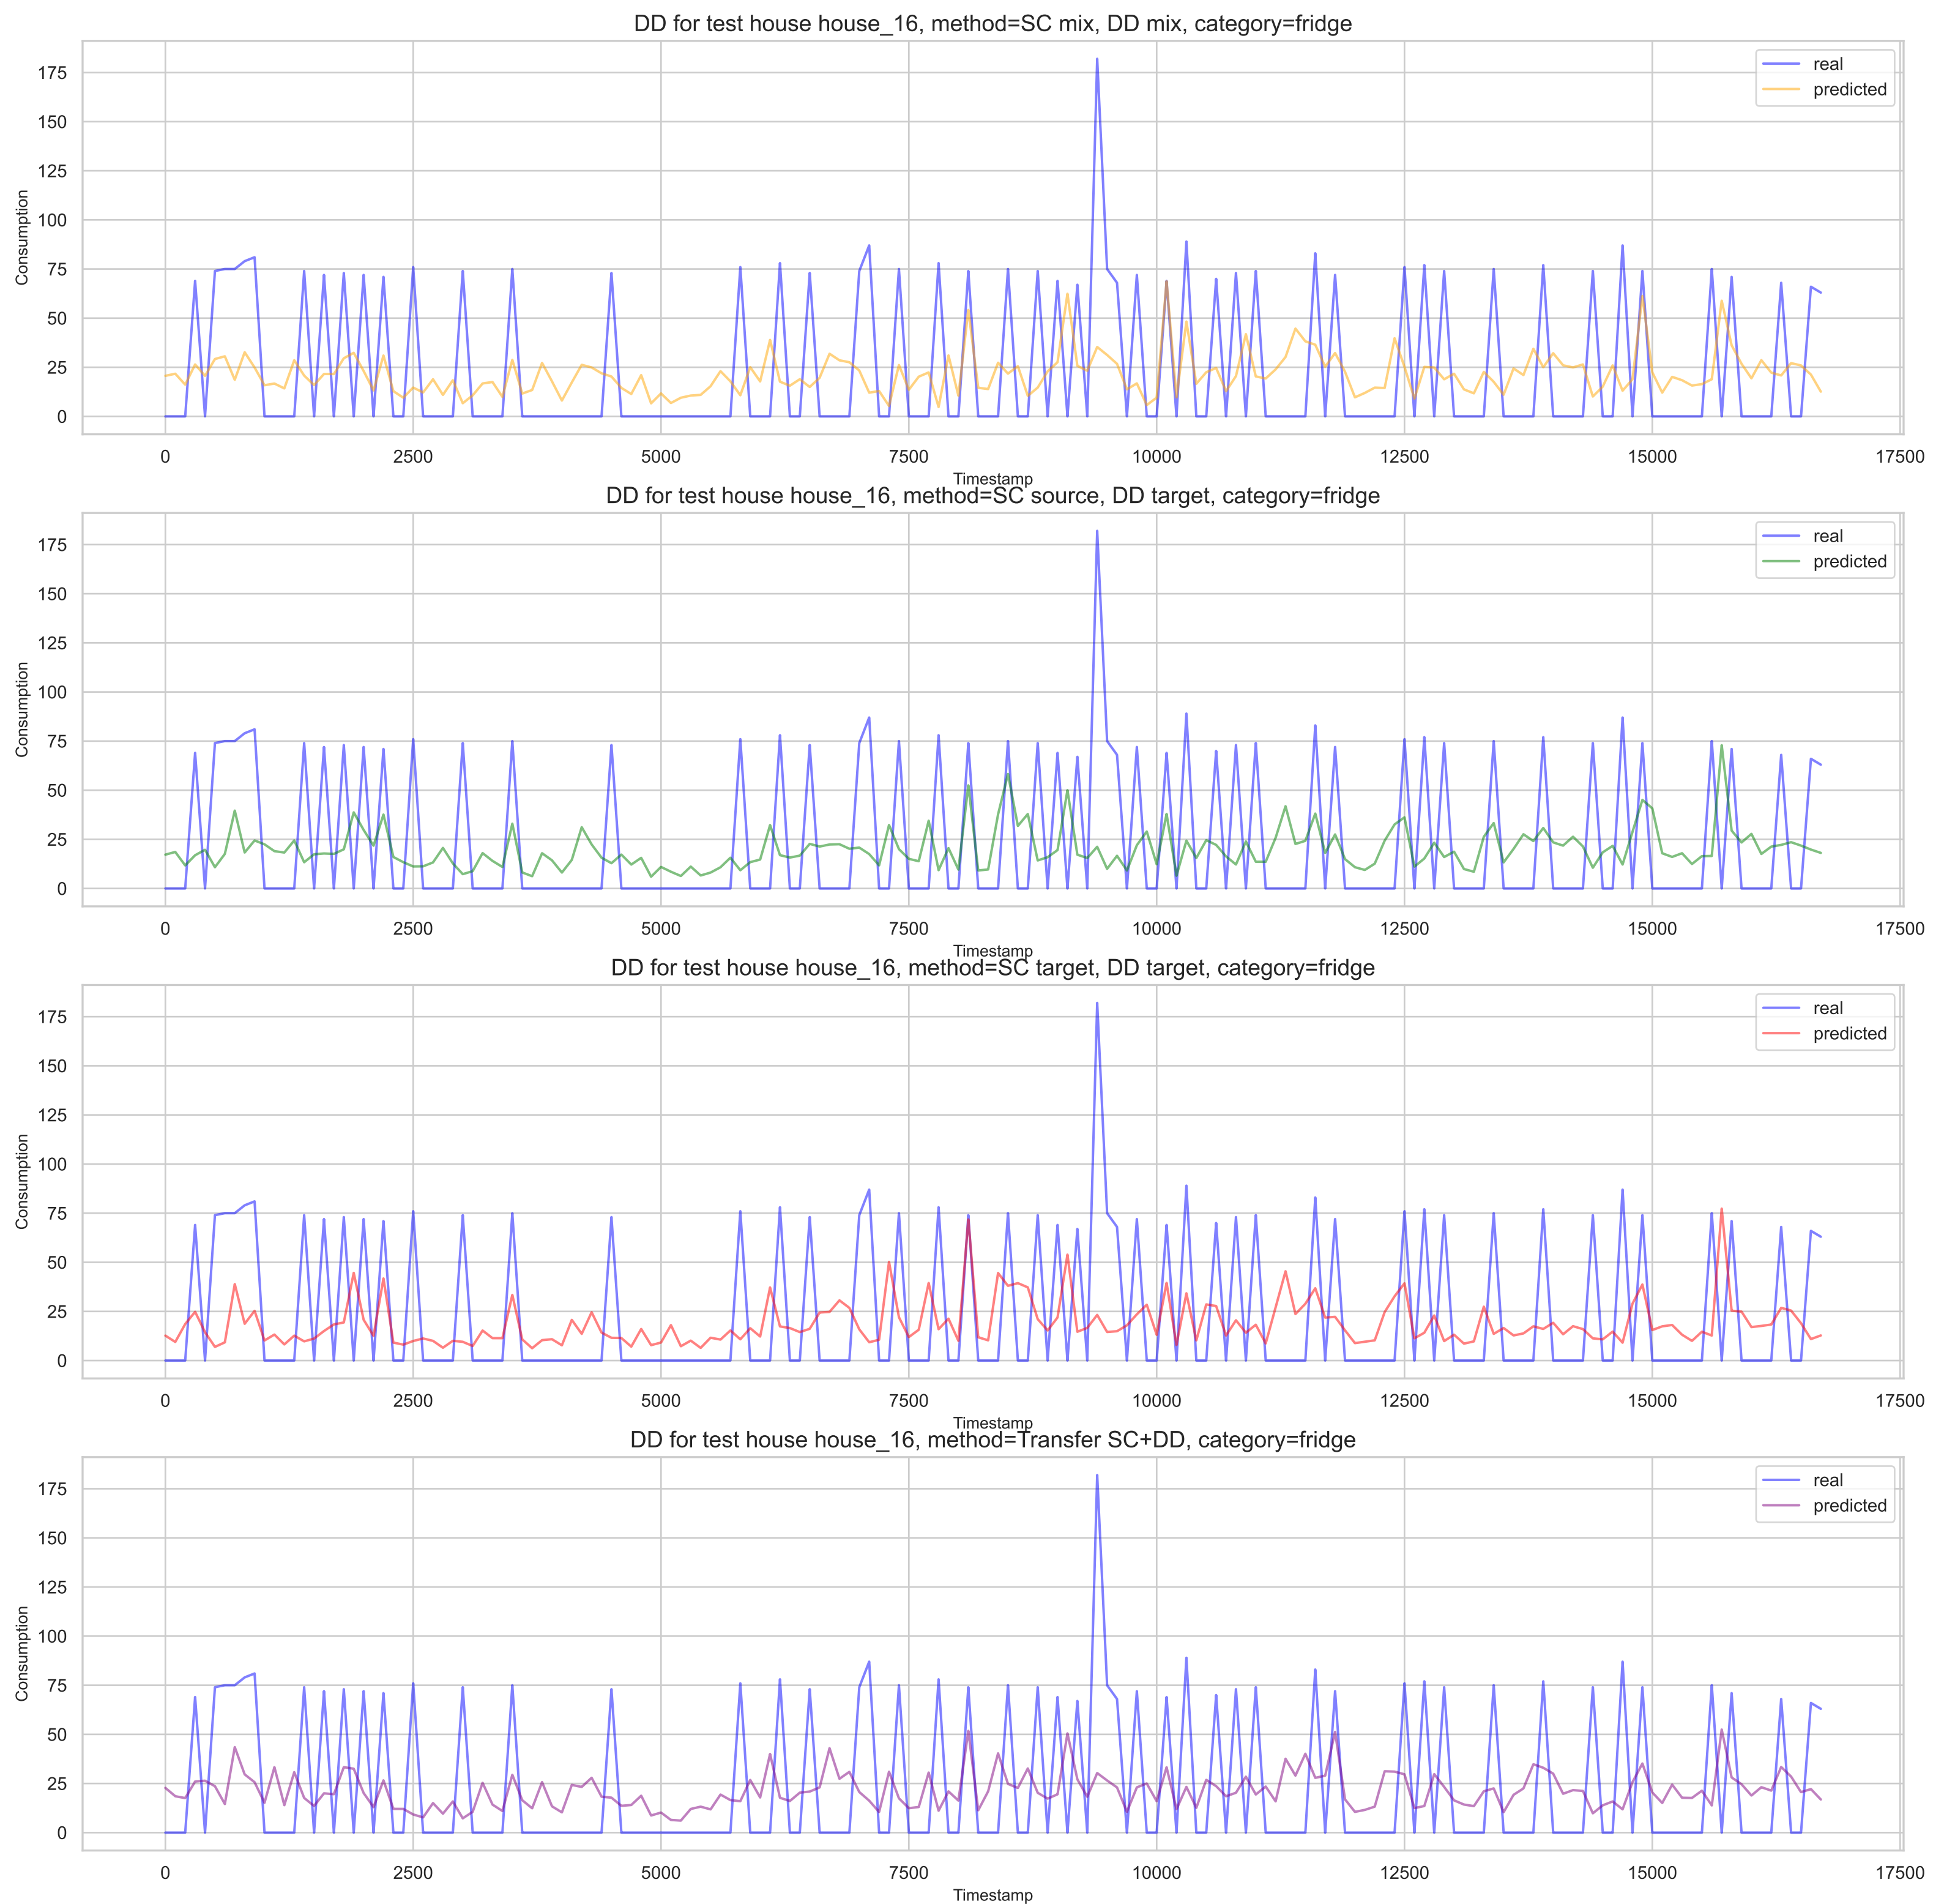 DD for test house house_16, method=SC mix, DD mix, category=fridge
175
150
125
100
75
50
25
0
Consumption
real
predicted
0 2500 5000 7500 10000 12500 15000 17500
Timestamp
DD for test house house_16, method=SC source, DD target, category=fridge
175
150
125
100
75
50
25
0
Consumption
real
predicted
0 2500 5000 7500 10000 12500 15000 17500
Timestamp
DD for test house house_16, method=SC target, DD target, category=fridge
175
150
125
100
75
50
25
0
Consumption
real
predicted
0 2500 5000 7500 10000 12500 15000 17500
Timestamp
DD for test house house_16, method=Transfer SC+DD, category=fridge
175
150
125
100
75
50
25
0
Consumption
real
predicted
0 2500 5000 7500 10000 12500 15000 17500
Timestamp